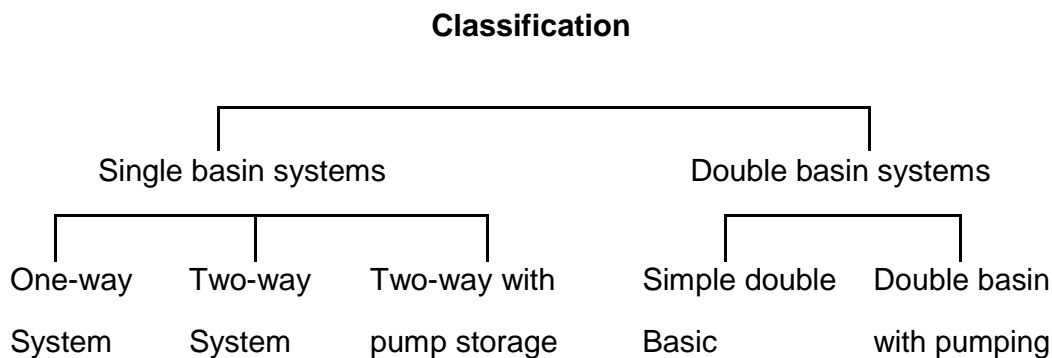 Classification
Single basin systems Double basin systems
One-way Two-way Two-way with Simple double Double basin
System System pump storage Basic with pumping